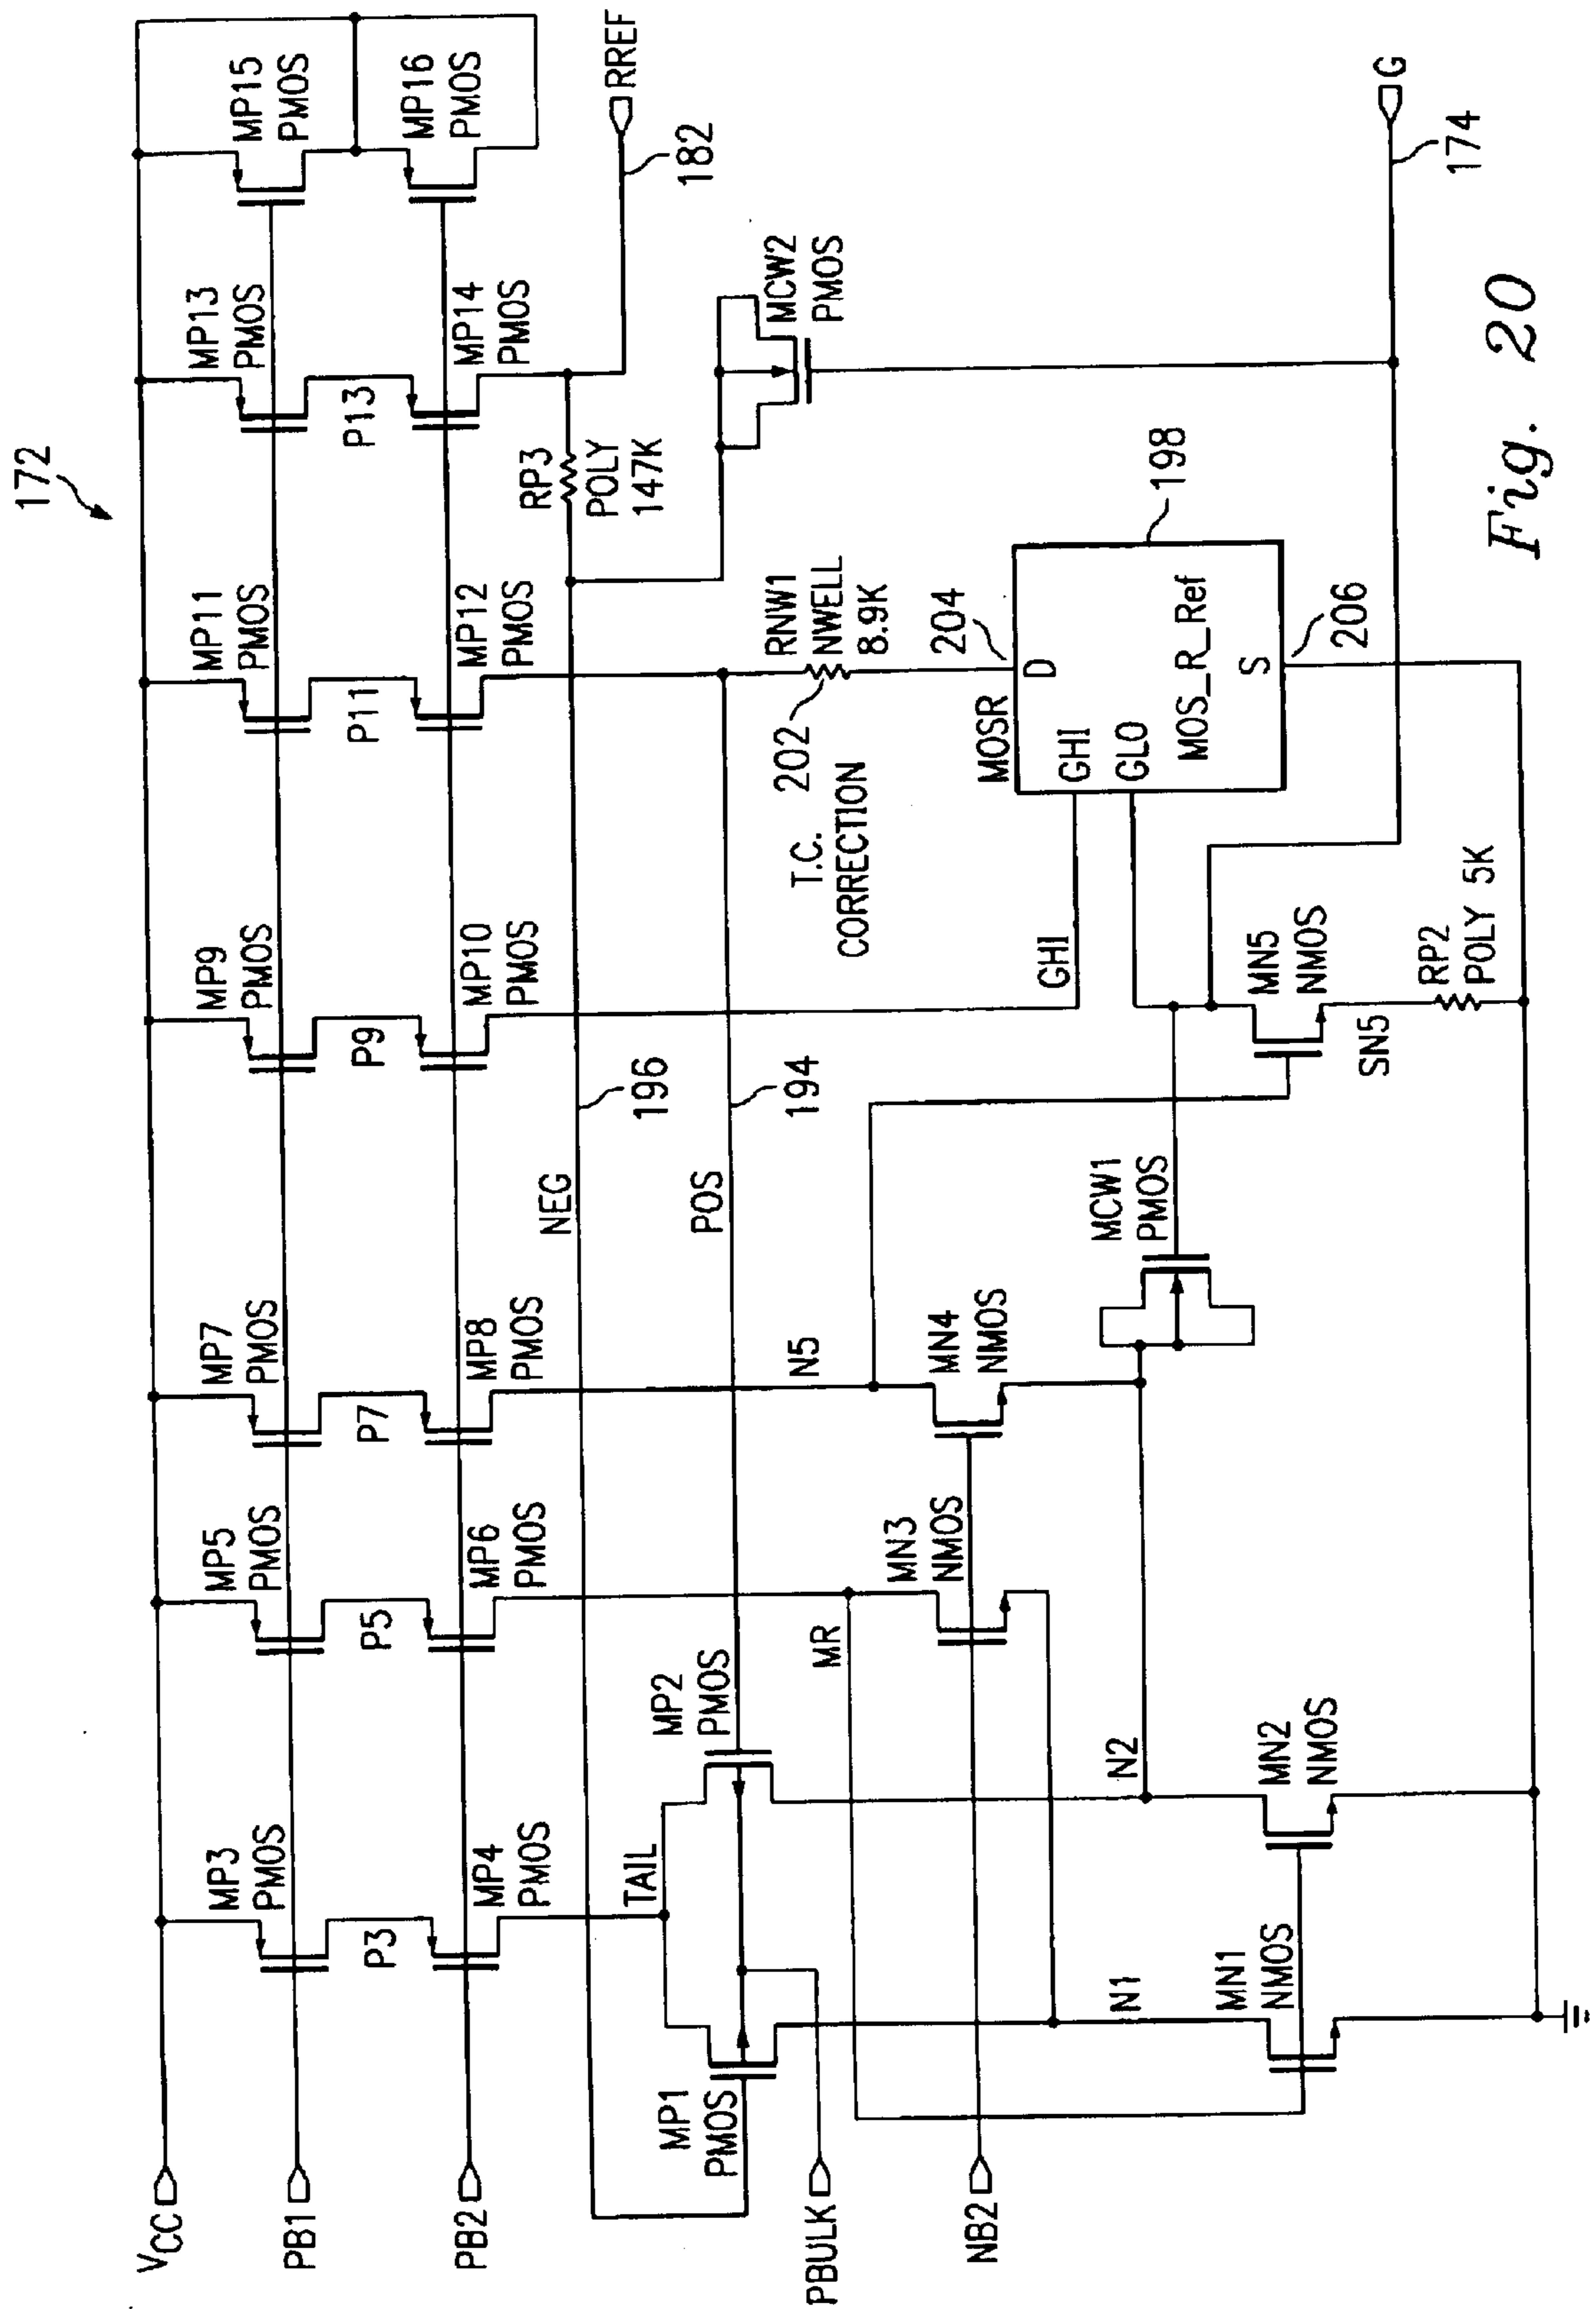 172
VCC
PB1
PB2
PBULK
NB2
MP3
PMOS
P3
MP4
PMOS
MP5
PMOS
P5
MP6
PMOS
MP7
PMOS
P7
MP8
PMOS
MP9
PMOS
P9
MP10
PMOS
MP11
PMOS
P11
MP12
PMOS
MP13
PMOS
P13
MP14
PMOS
MP15
PMOS
MP16
PMOS
RREF
182
RP3
POLY
147K
NEG
196
POS
194
TAIL
MP1
PMOS
MP2
PMOS
MR
MN3
NMOS
N5
MN4
NMOS
GHI
T.C. 202
CORRECTION
RNW1
NWELL
8.9K
204
MCW2
PMOS
MOSR
D
GHI
GLO
MOS_R_Ref
S
198
206
MCW1
PMOS
N1
MN1
NMOS
N2
MN2
NMOS
MN5
NMOS
SN5
RP2
POLY 5K
174
G
Fig. 20